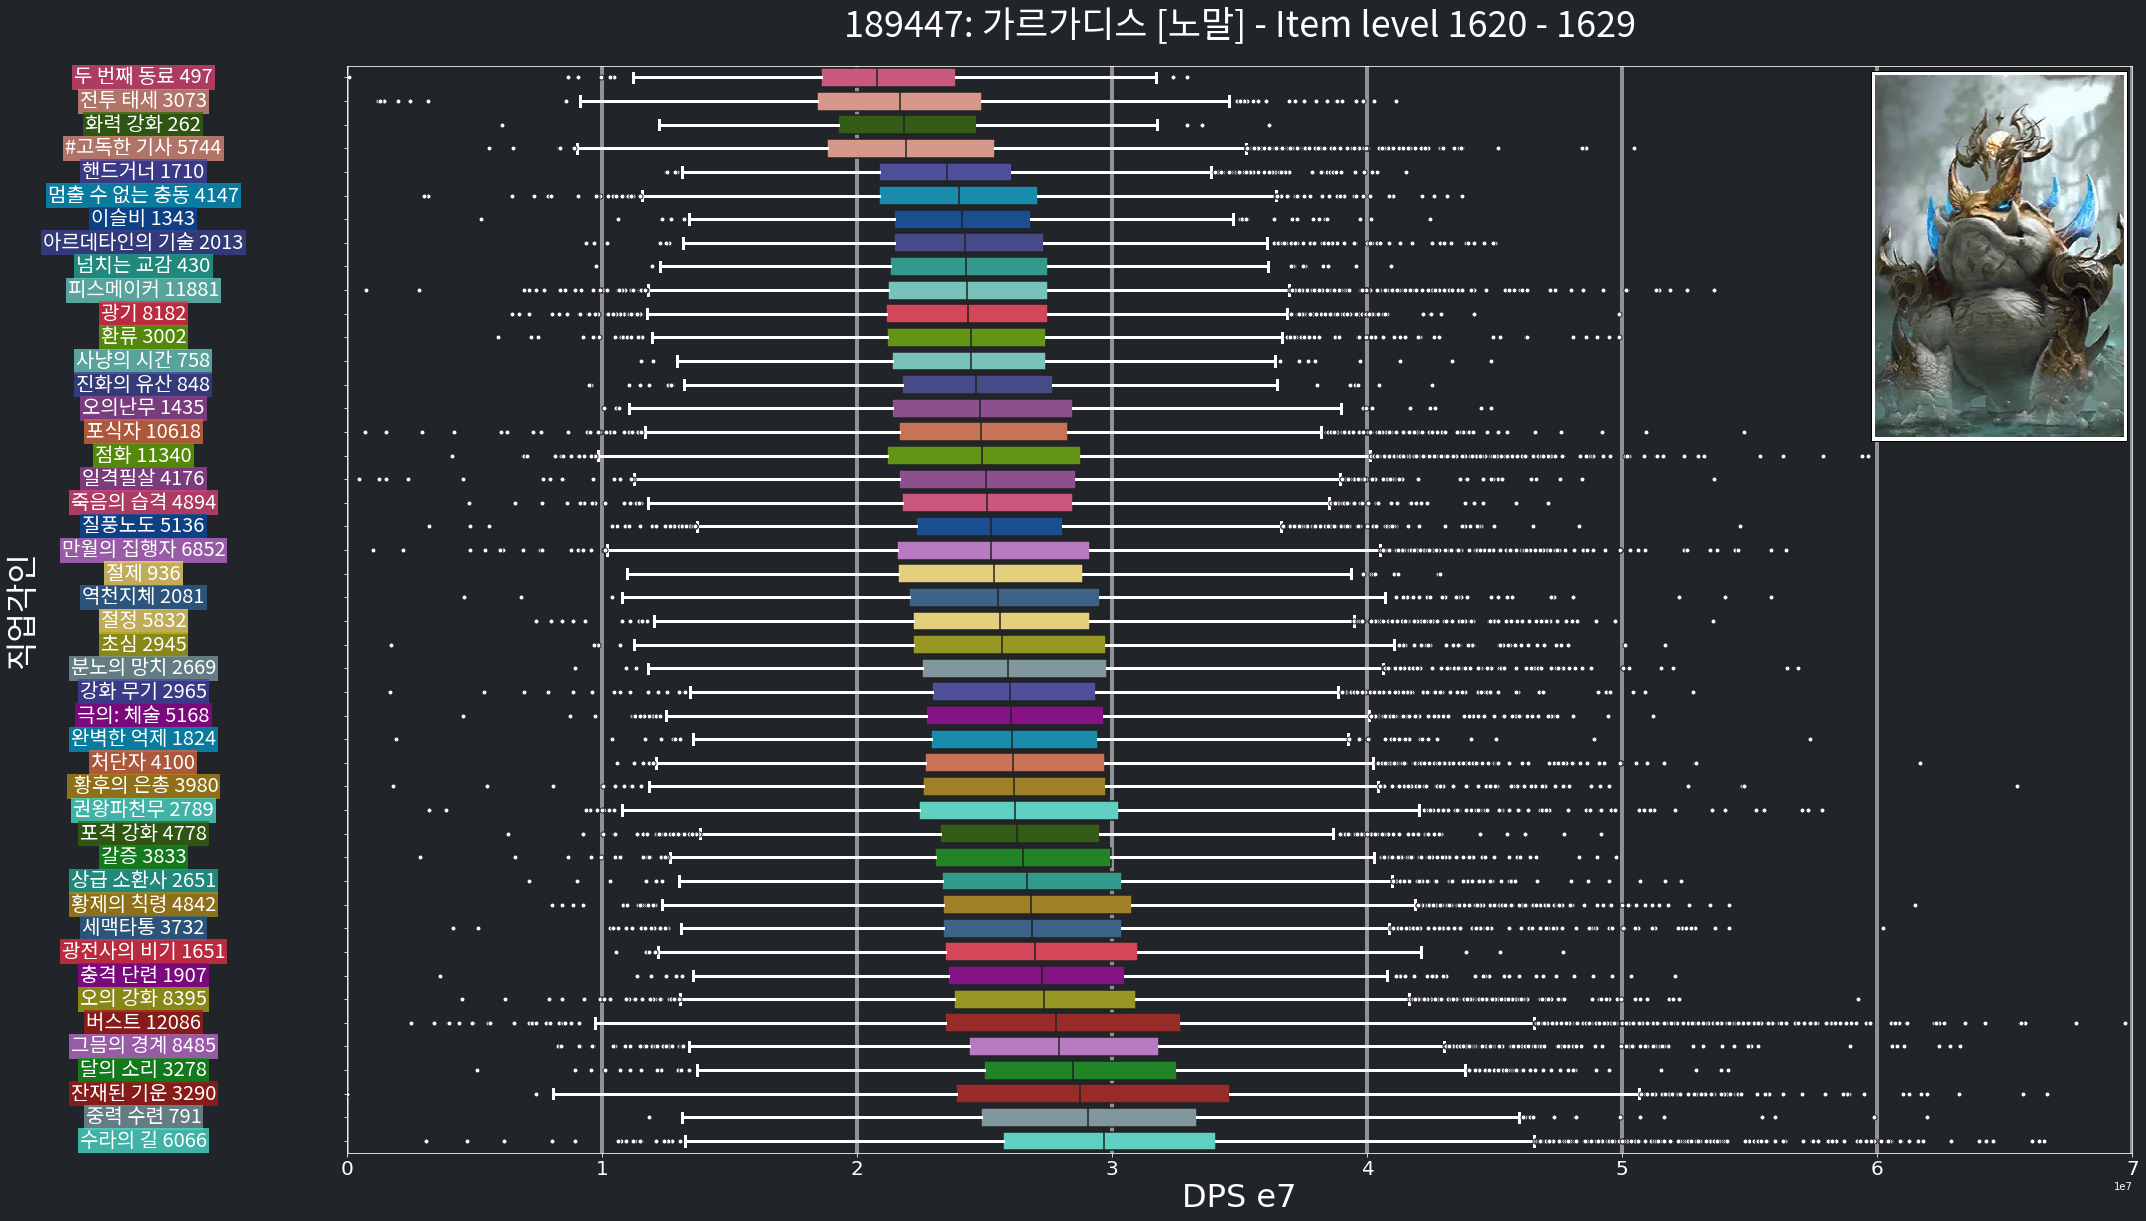 189447: 가르가디스 [노말] - Item level 1620 - 1629
두 번째 동료 497
전투 태세 3073
화력 강화 262
#고독한 기사 5744
핸드거너 1710
멈출 수 없는 충동 4147
이슬비 1343
아르데타인의 기술 2013
넘치는 교감 430
피스메이커 11881
광기 8182
환류 3002
사냥의 시간 758
진화의 유산 848
오의난무 1435
포식자 10618
점화 11340
일격필살 4176
죽음의 습격 4894
질풍노도 5136
만월의 집행자 6852
절제 936
역천지체 2081
절정 5832
초심 2945
분노의 망치 2669
강화 무기 2965
극의: 체술 5168
완벽한 억제 1824
처단자 4100
황후의 은총 3980
권왕파천무 2789
포격 강화 4778
갈증 3833
상급 소환사 2651
황제의 칙령 4842
세맥타통 3732
광전사의 비기 1651
충격 단련 1907
오의 강화 8395
버스트 12086
그믐의 경계 8485
달의 소리 3278
잔재된 기운 3290
중력 수련 791
수라의 길 6066
직업각인
0 1 2 3 4 5 6 7
1e7
DPS e7